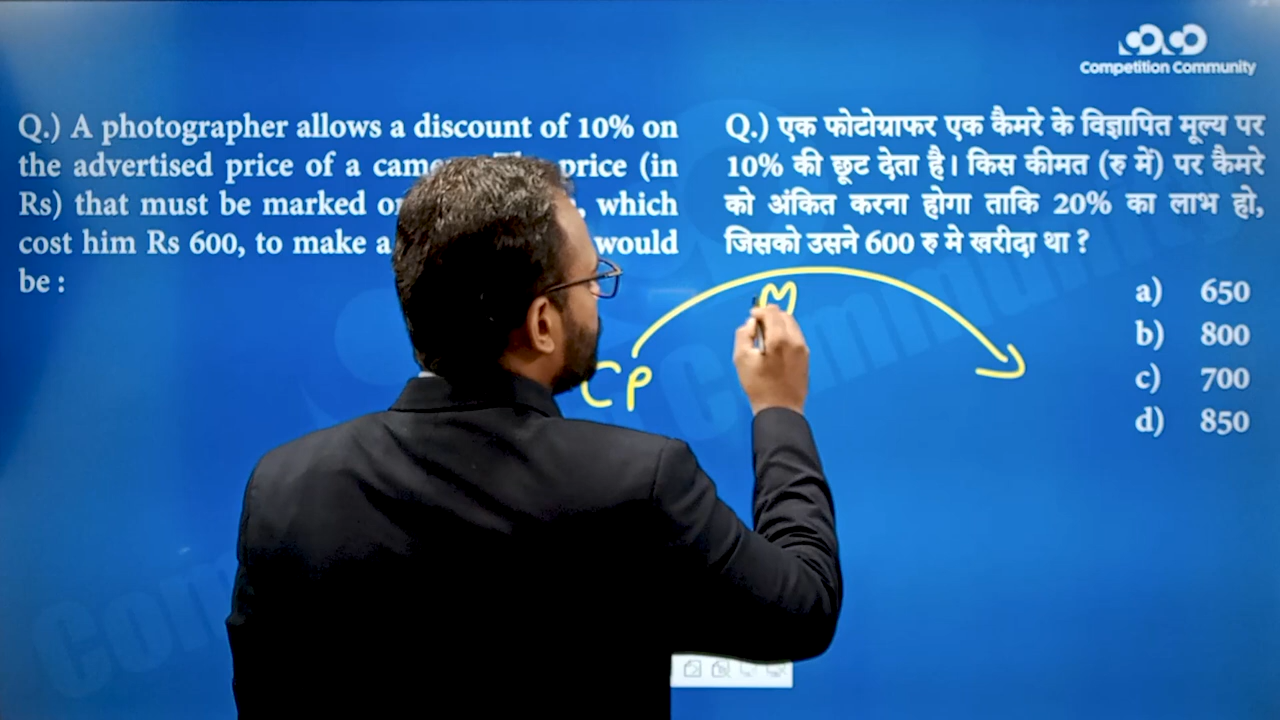 Competition Community
Q.) A photographer allows a discount of 10% on
the advertised price of a price (in
Rs) that must be marked which
cost him Rs 600, to make a would
be :
Q.) एक फोटोग्राफर एक कैमरे के विज्ञापित मूल्य पर
10% की छूट देता है। किस कीमत (रु में) पर कैमरे
को अंकित करना होगा ताकि 20% का लाभ हो,
जिसको उसने 600 रु मे खरीदा था ?
a) 650
b) 800
c) 700
d) 850
M
CP